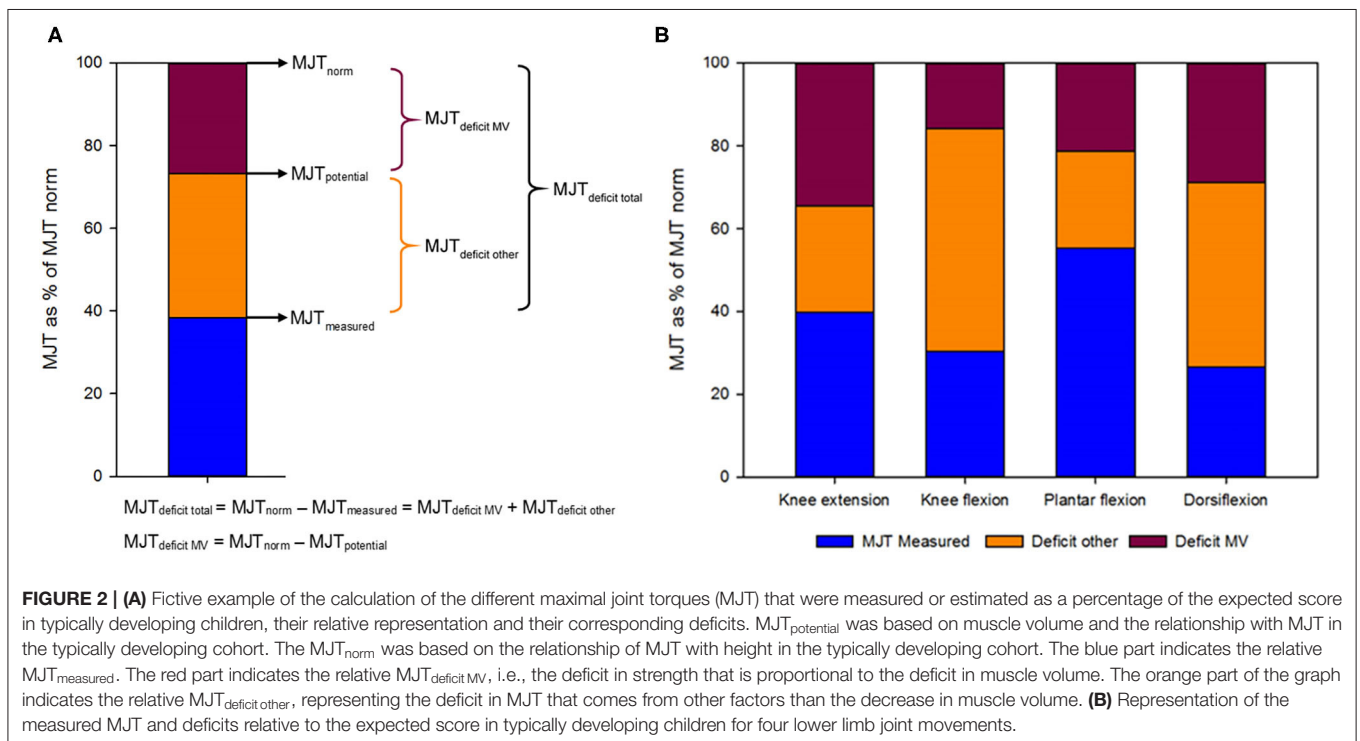 A
MJT as % of MJT norm
100
80
60
40
20
0
MJTnorm
MJTpotential
MJTmeasured
MJTdeficit MV
MJTdeficit other
MJTdeficit total
MJTdeficit total = MJTnorm – MJTmeasured = MJTdeficit MV + MJTdeficit other
MJTdeficit MV = MJTnorm – MJTpotential
B
MJT as % of MJT norm
100
80
60
40
20
0
Knee extension Knee flexion Plantar flexion Dorsiflexion
MJT Measured Deficit other Deficit MV
FIGURE 2 | (A) Fictive example of the calculation of the different maximal joint torques (MJT) that were measured or estimated as a percentage of the expected score
in typically developing children, their relative representation and their corresponding deficits. MJTpotential was based on muscle volume and the relationship with MJT in
the typically developing cohort. The MJTnorm was based on the relationship of MJT with height in the typically developing cohort. The blue part indicates the relative
MJTmeasured. The red part indicates the relative MJTdeficit MV, i.e., the deficit in strength that is proportional to the deficit in muscle volume. The orange part of the graph
indicates the relative MJTdeficit other, representing the deficit in MJT that comes from other factors than the decrease in muscle volume. (B) Representation of the
measured MJT and deficits relative to the expected score in typically developing children for four lower limb joint movements.